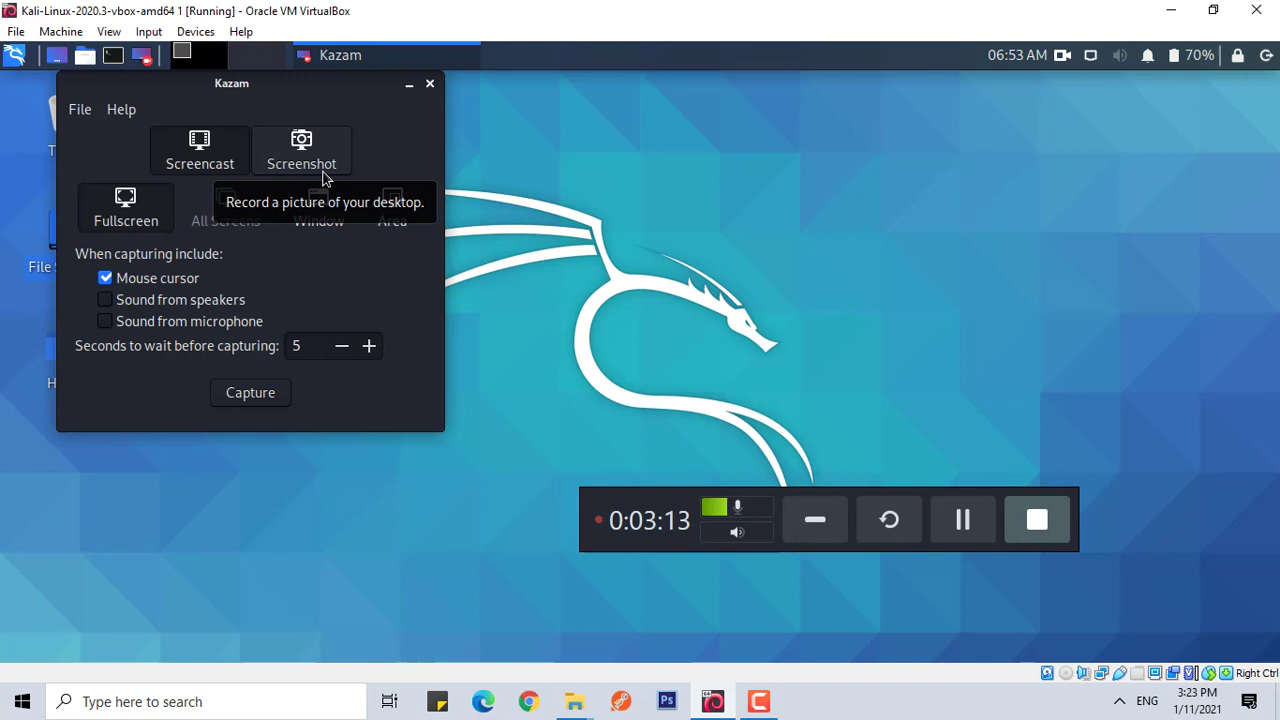 Kali-Linux-2020.3-vbox-amd64 1 [Running] - Oracle VM VirtualBox
File Machine View Input Devices Help
Kazam
06:53 AM
70%
Kazam
File Help
Screencast
Screenshot
Record a picture of your desktop.
Fullscreen
All Screens
Window
Area
When capturing include:
Mouse cursor
Sound from speakers
Sound from microphone
Seconds to wait before capturing: 5
Capture
File
0:03:13
Right Ctrl
Type here to search
Ps
ENG
3:23 PM
1/11/2021